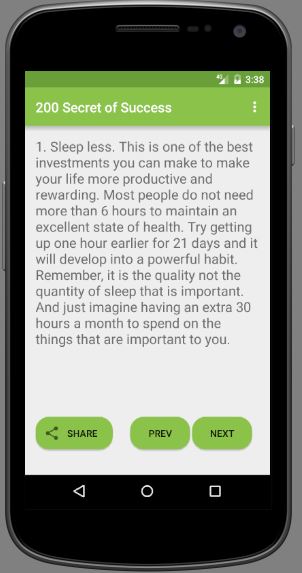 4G 3:38
200 Secret of Success
1. Sleep less. This is one of the best
investments you can make to make
your life more productive and
rewarding. Most people do not need
more than 6 hours to maintain an
excellent state of health. Try getting
up one hour earlier for 21 days and it
will develop into a powerful habit.
Remember, it is the quality not the
quantity of sleep that is important.
And just imagine having an extra 30
hours a month to spend on the
things that are important to you.
SHARE PREV NEXT